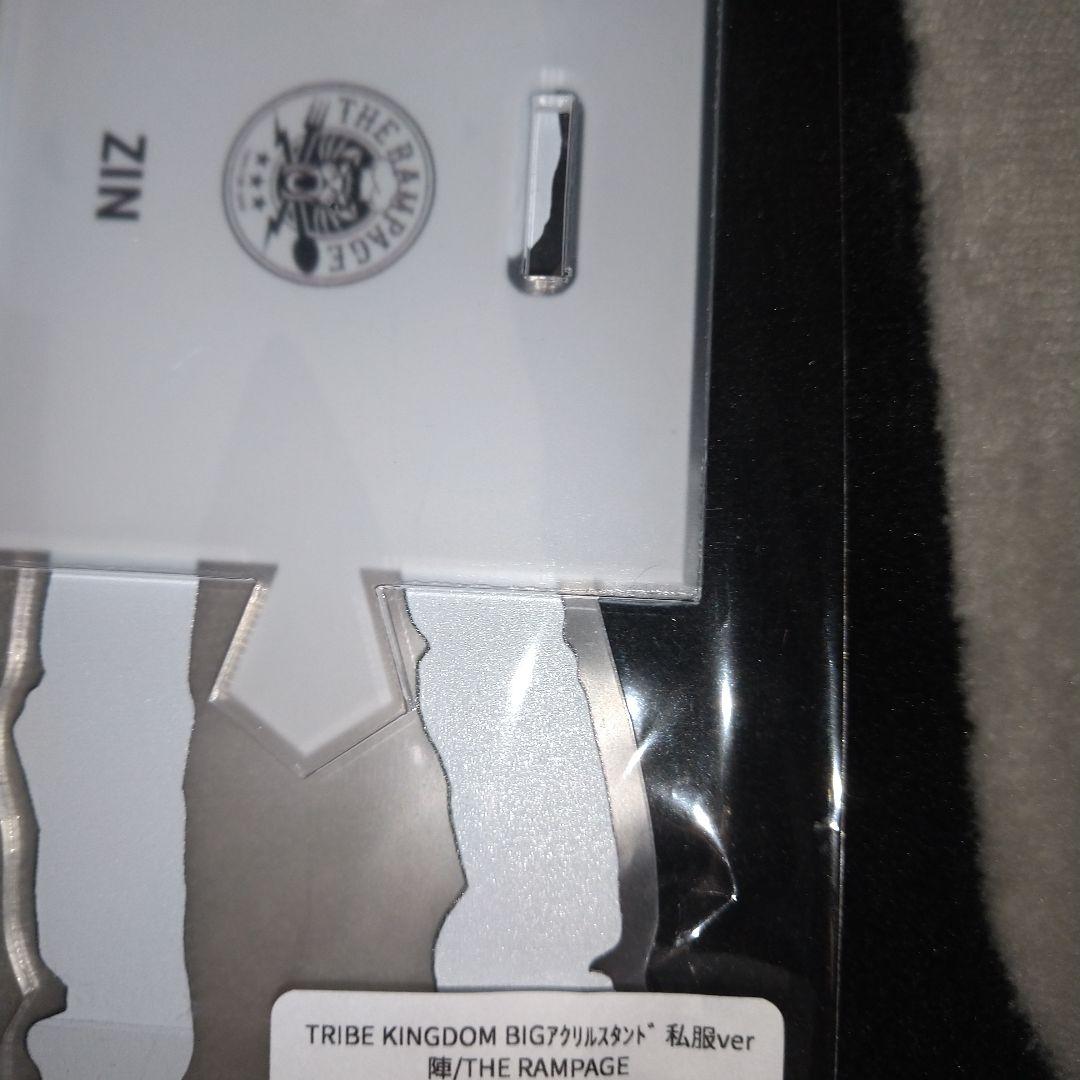 ZIN
THE RAMPAGE
TRIBE KINGDOM BIGｱｸﾘﾙｽﾀﾝﾄﾞ 私服ver
陣/THE RAMPAGE